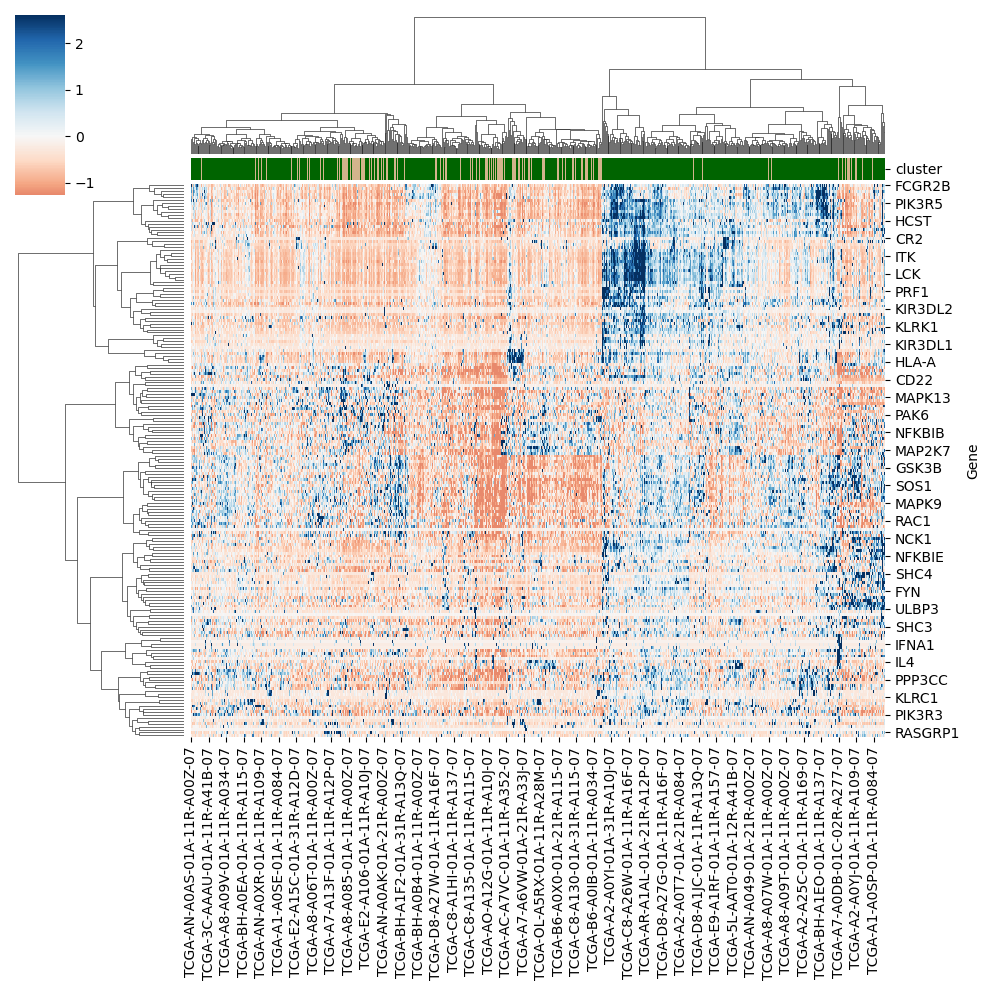 2
1
0
−1
cluster
FCGR2B
PIK3R5
HCST
CR2
ITK
LCK
PRF1
KIR3DL2
KLRK1
KIR3DL1
HLA-A
CD22
MAPK13
PAK6
NFKBIB
MAP2K7
GSK3B
SOS1
MAPK9
RAC1
NCK1
NFKBIE
SHC4
FYN
ULBP3
SHC3
IFNA1
IL4
PPP3CC
KLRC1
PIK3R3
RASGRP1
Gene
TCGA-AN-A0AS-01A-11R-A00Z-07
TCGA-3C-AAAU-01A-11R-A41B-07
TCGA-A8-A09V-01A-11R-A034-07
TCGA-BH-A0EA-01A-11R-A115-07
TCGA-AN-A0XR-01A-11R-A109-07
TCGA-A1-A0SE-01A-11R-A084-07
TCGA-E2-A15C-01A-31R-A12D-07
TCGA-A8-A06T-01A-11R-A00Z-07
TCGA-A7-A13F-01A-11R-A12P-07
TCGA-A8-A085-01A-11R-A00Z-07
TCGA-E2-A106-01A-11R-A10J-07
TCGA-AN-A0AK-01A-21R-A00Z-07
TCGA-BH-A1F2-01A-31R-A13Q-07
TCGA-BH-A0B4-01A-11R-A00Z-07
TCGA-D8-A27W-01A-11R-A16F-07
TCGA-C8-A1HI-01A-11R-A137-07
TCGA-C8-A135-01A-11R-A115-07
TCGA-AO-A12G-01A-11R-A10J-07
TCGA-AC-A7VC-01A-11R-A352-07
TCGA-A7-A6VW-01A-21R-A33J-07
TCGA-OL-A5RX-01A-11R-A28M-07
TCGA-B6-A0X0-01A-21R-A115-07
TCGA-C8-A130-01A-31R-A115-07
TCGA-B6-A0IB-01A-11R-A034-07
TCGA-A2-A0YI-01A-31R-A10J-07
TCGA-C8-A26W-01A-11R-A16F-07
TCGA-AR-A1AL-01A-21R-A12P-07
TCGA-D8-A27G-01A-11R-A16F-07
TCGA-A2-A0T7-01A-21R-A084-07
TCGA-D8-A1JC-01A-11R-A13Q-07
TCGA-E9-A1RF-01A-11R-A157-07
TCGA-5L-AAT0-01A-12R-A41B-07
TCGA-AN-A049-01A-21R-A00Z-07
TCGA-A8-A07W-01A-11R-A00Z-07
TCGA-A8-A09T-01A-11R-A00Z-07
TCGA-A2-A25C-01A-11R-A169-07
TCGA-BH-A1EO-01A-11R-A137-07
TCGA-A7-A0DB-01C-02R-A277-07
TCGA-A2-A0YJ-01A-11R-A109-07
TCGA-A1-A0SP-01A-11R-A084-07